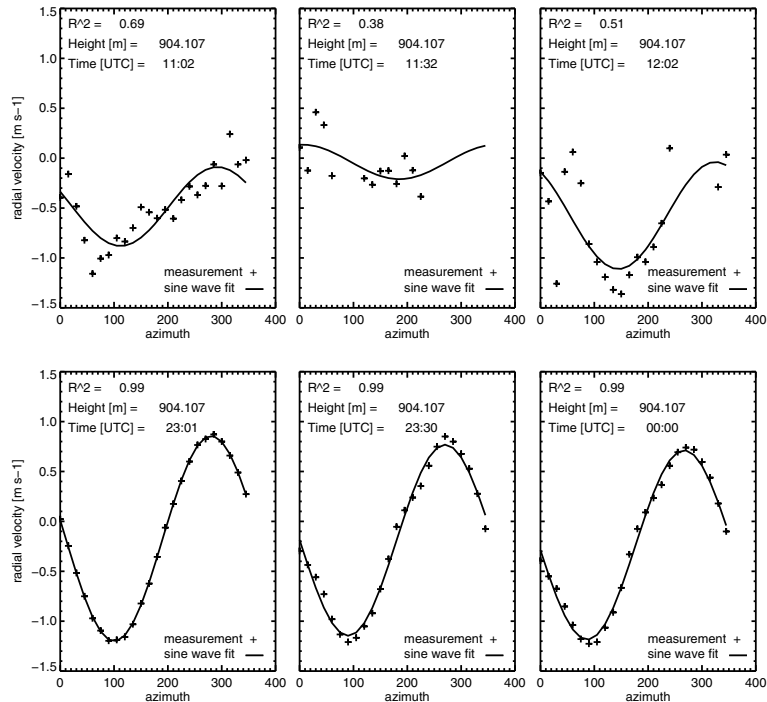 R^2 = 0.69
Height [m] = 904.107
Time [UTC] = 11:02
1.5
1.0
0.5
0.0
−0.5
−1.0
−1.5
radial velocity [m s−1]
measurement +
sine wave fit
0 100 200 300 400
azimuth
R^2 = 0.38
Height [m] = 904.107
Time [UTC] = 11:32
measurement +
sine wave fit
0 100 200 300 400
azimuth
R^2 = 0.51
Height [m] = 904.107
Time [UTC] = 12:02
measurement +
sine wave fit
0 100 200 300 400
azimuth
R^2 = 0.99
Height [m] = 904.107
Time [UTC] = 23:01
1.5
1.0
0.5
0.0
−0.5
−1.0
−1.5
radial velocity [m s−1]
measurement +
sine wave fit
0 100 200 300 400
azimuth
R^2 = 0.99
Height [m] = 904.107
Time [UTC] = 23:30
measurement +
sine wave fit
0 100 200 300 400
azimuth
R^2 = 0.99
Height [m] = 904.107
Time [UTC] = 00:00
measurement +
sine wave fit
0 100 200 300 400
azimuth